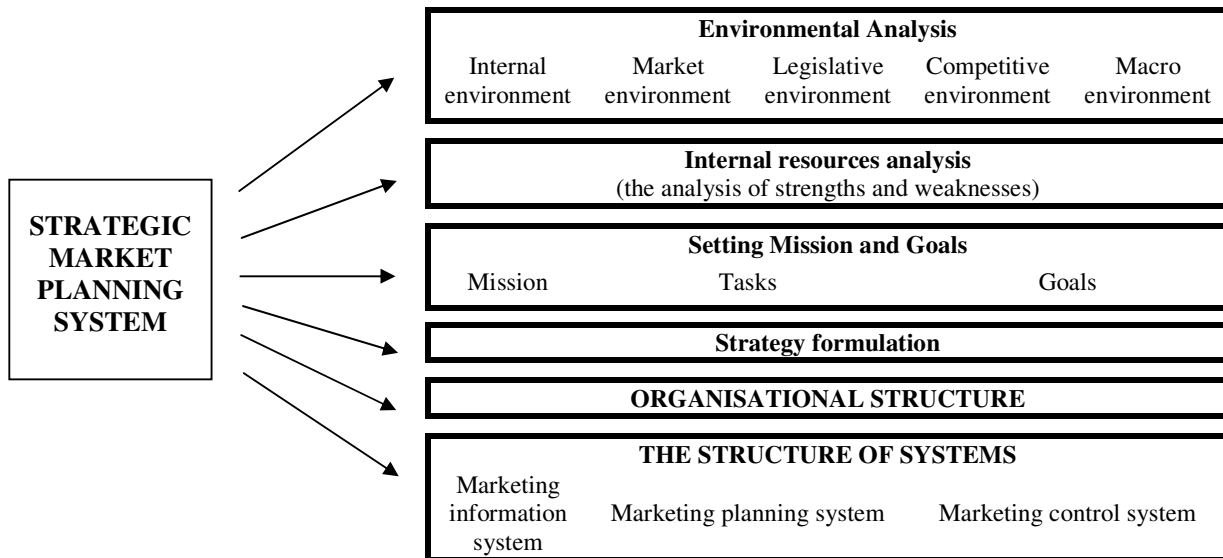 STRATEGIC
MARKET
PLANNING
SYSTEM
Environmental Analysis
Internal environment
Market environment
Legislative environment
Competitive environment
Macro environment
Internal resources analysis
(the analysis of strengths and weaknesses)
Setting Mission and Goals
Mission Tasks Goals
Strategy formulation
ORGANISATIONAL STRUCTURE
THE STRUCTURE OF SYSTEMS
Marketing
information
system
Marketing planning system
Marketing control system